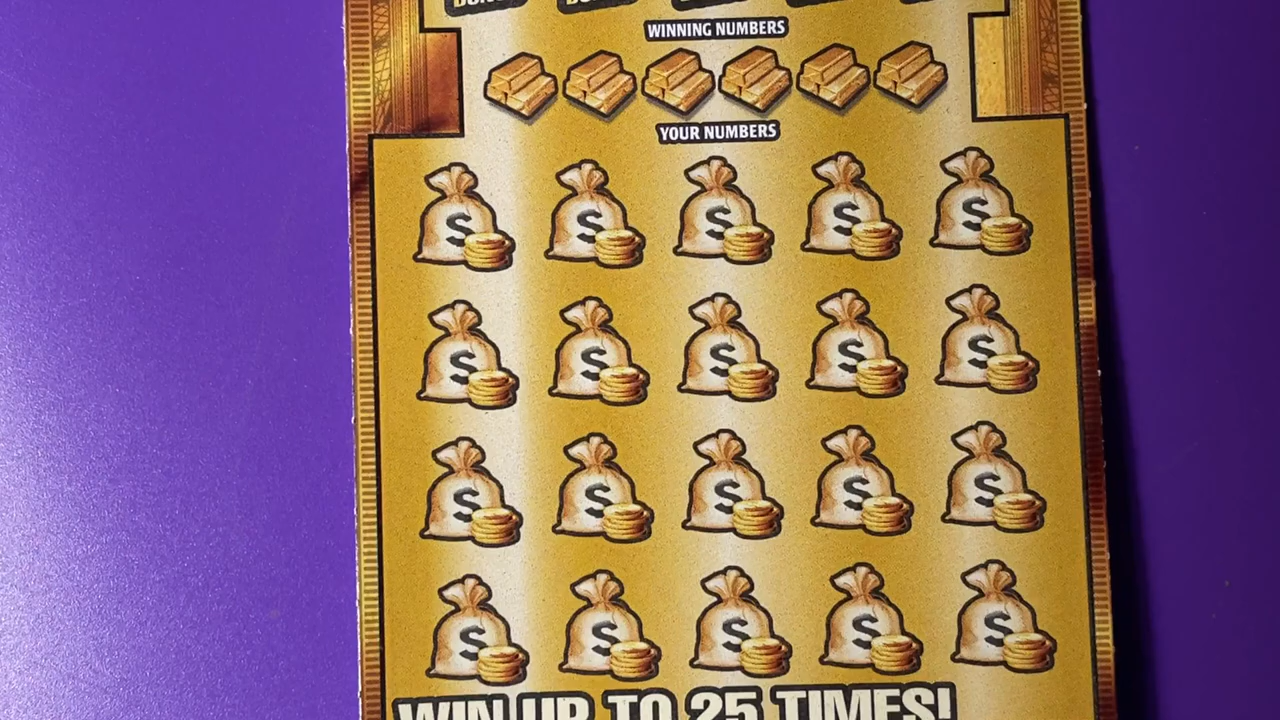 WINNING NUMBERS
YOUR NUMBERS
$ $ $ $ $
$ $ $ $ $
$ $ $ $ $
$ $ $ $ $
WIN UP TO 25 TIMES!